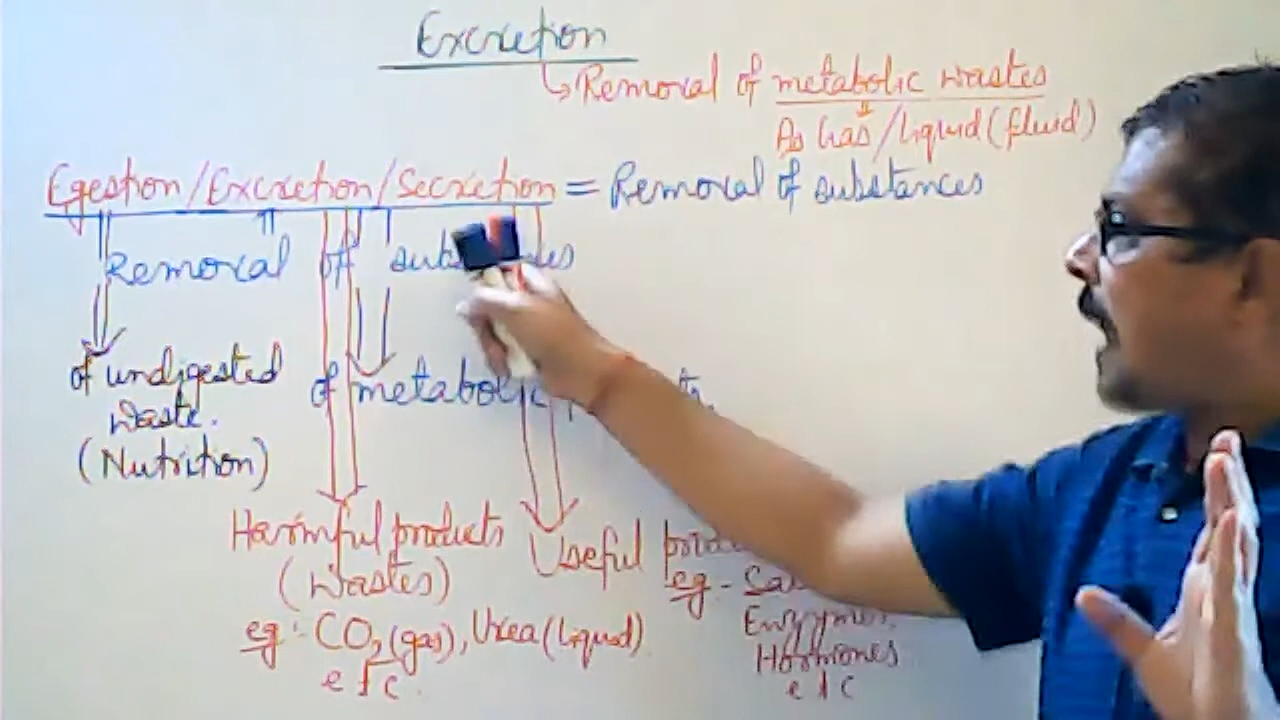 Excretion
Removal of metabolic wastes
As Gas/liquid (fluid)
Egestion/Excretion/Secretion = Removal of substances
Removal of
of undigested
waste.
(Nutrition)
of metabolic
Harmful products
(Wastes)
eg:- CO2 (gas), Urea (liquid)
etc.
Useful
eg-
Enzymes,
Hormones
etc